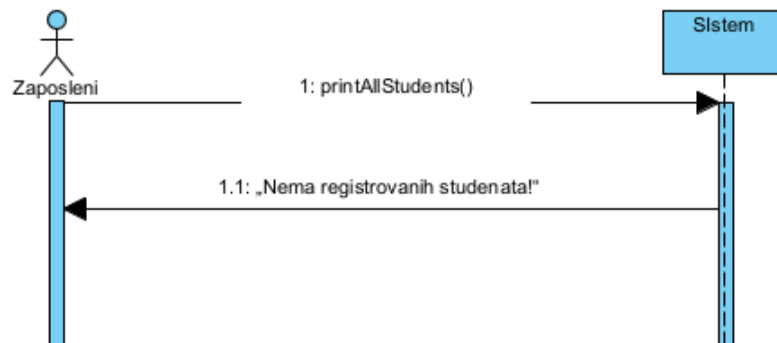 SIstem
Zaposleni
1: printAllStudents()
1.1: „Nema registrovanih studenata!“